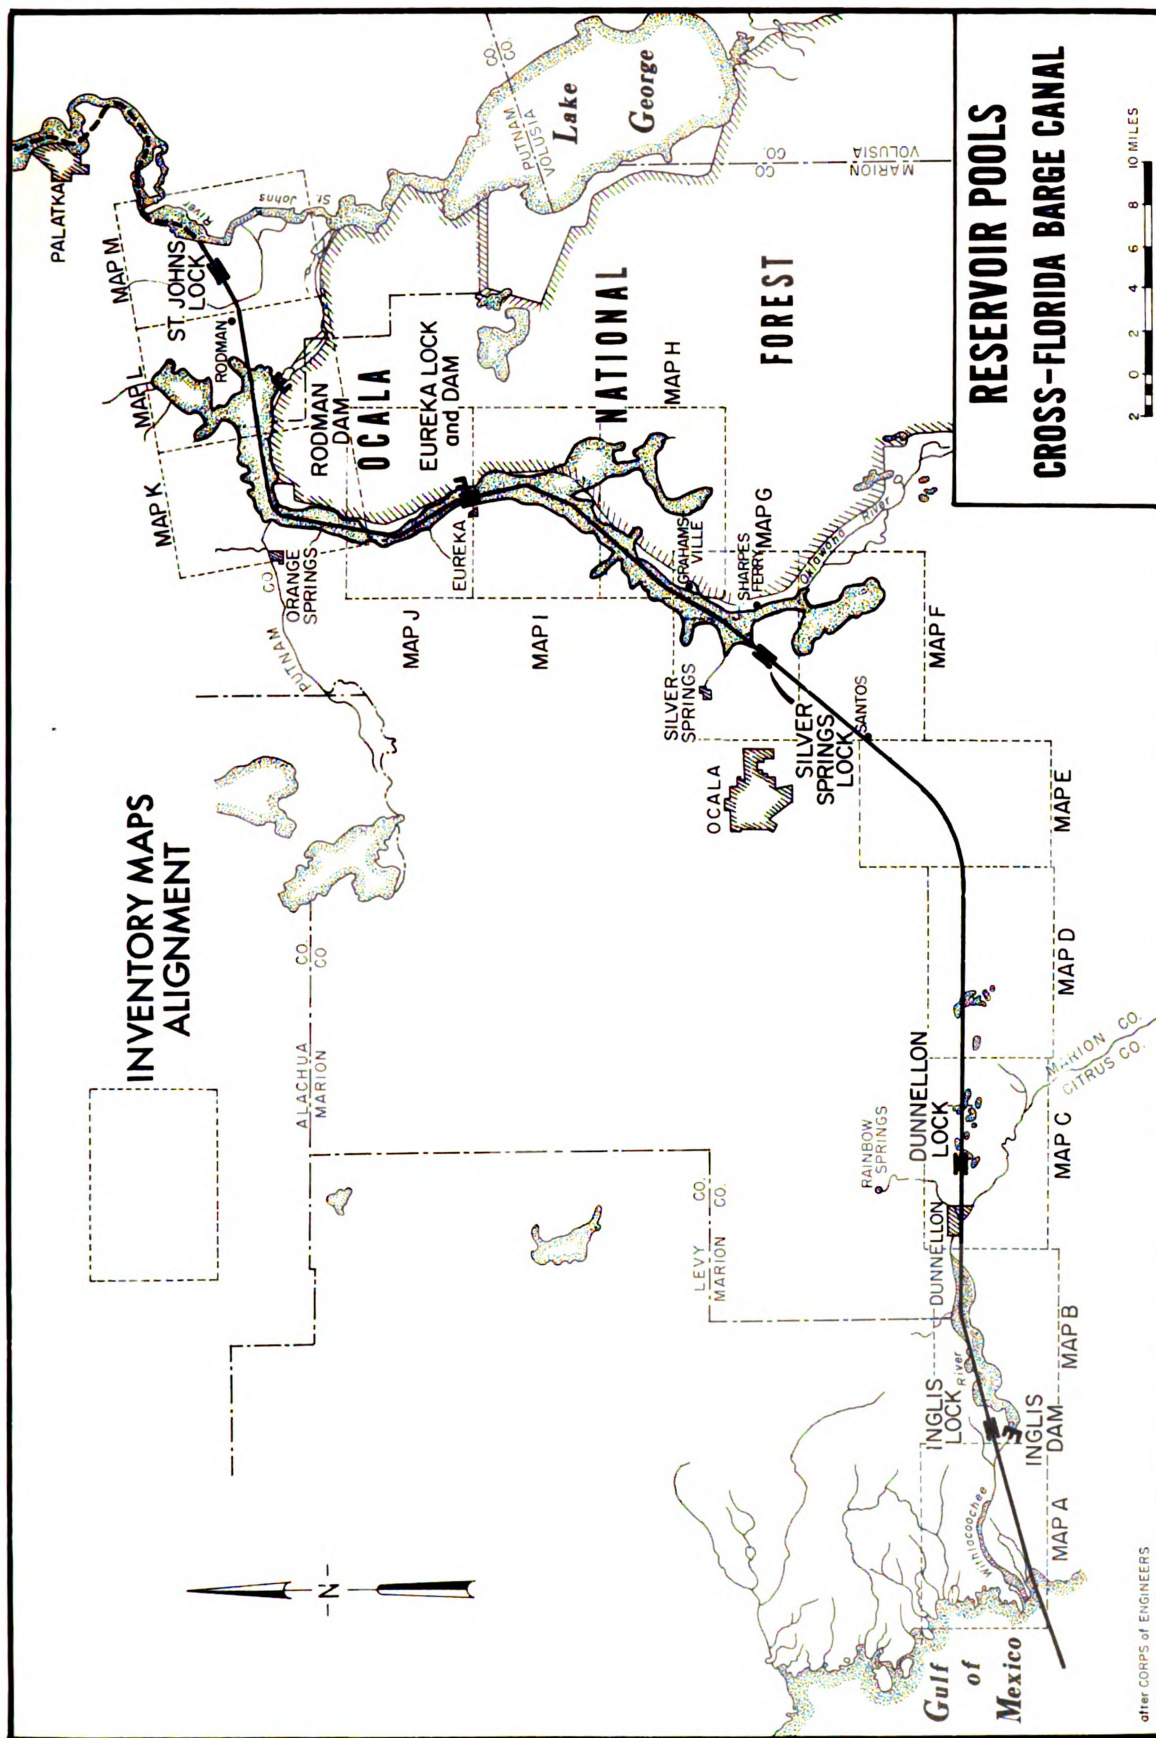 INVENTORY MAPS
ALIGNMENT
PALATKA
MAP M
ST. JOHNS
LOCK
River
Johns
St.
MAP L
RODMAN
MAP K
RODMAN
DAM
OCALA
NATIONAL
FOREST
EUREKA LOCK
and DAM
EUREKA
CO.
PUTNAM
ORANGE
SPRINGS
MAP J
MAP I
MAP H
MAP G
GRAHAMS
VILLE
SHARPES
FERRY
Oklawaha River
MAP F
SILVER
SPRINGS
SILVER
SPRINGS
LOCK
SANTOS
OCALA
MAP E
MAP D
MAP C
MAP B
MAP A
CO.
CO.
PUTNAM
VOLUSIA
Lake
George
CO.
CO.
MARION
VOLUSIA
ALACHUA CO.
MARION CO
LEVY CO.
MARION CO.
RAINBOW
SPRINGS
DUNNELLON
LOCK
DUNNELLON
MARION CO.
CITRUS CO.
INGLIS
LOCK
River
INGLIS
DAM
Withlacoochee
Gulf
of
Mexico
-N-
RESERVOIR POOLS
CROSS-FLORIDA BARGE CANAL
2 0 2 4 6 8 10 MILES
after CORPS of ENGINEERS